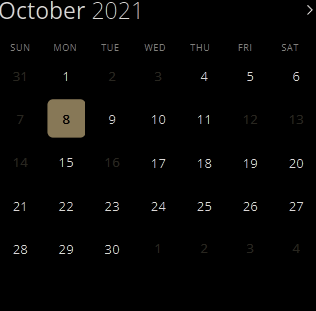 October 2021
SUN MON TUE WED THU FRI SAT
31 1 2 3 4 5 6
7 8 9 10 11 12 13
14 15 16 17 18 19 20
21 22 23 24 25 26 27
28 29 30 1 2 3 4